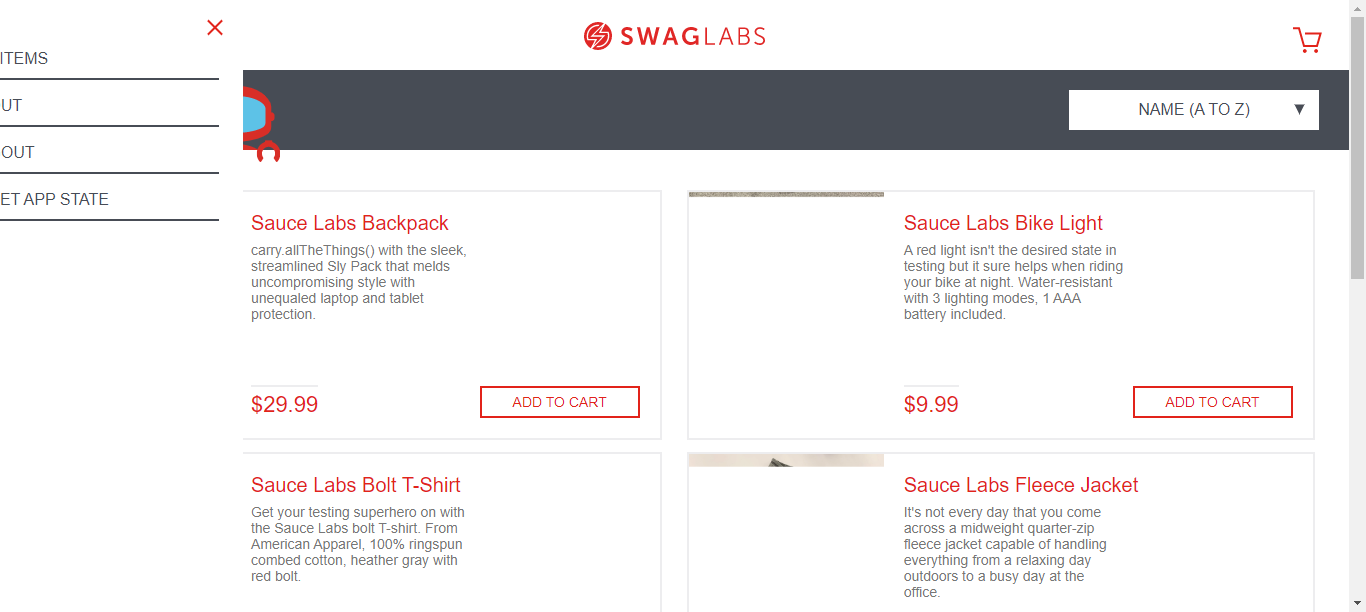 SWAGLABS
ITEMS
UT
OUT
ET APP STATE
NAME (A TO Z)
Sauce Labs Backpack
carry.allTheThings() with the sleek,
streamlined Sly Pack that melds
uncompromising style with
unequaled laptop and tablet
protection.
$29.99
ADD TO CART
Sauce Labs Bike Light
A red light isn't the desired state in
testing but it sure helps when riding
your bike at night. Water-resistant
with 3 lighting modes, 1 AAA
battery included.
$9.99
ADD TO CART
Sauce Labs Bolt T-Shirt
Get your testing superhero on with
the Sauce Labs bolt T-shirt. From
American Apparel, 100% ringspun
combed cotton, heather gray with
red bolt.
Sauce Labs Fleece Jacket
It's not every day that you come
across a midweight quarter-zip
fleece jacket capable of handling
everything from a relaxing day
outdoors to a busy day at the
office.